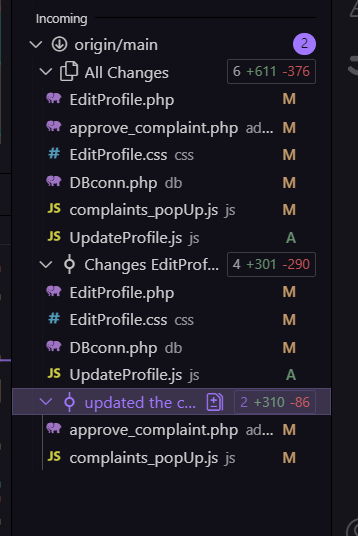 Incoming
origin/main 2
All Changes 6 +611 -376
EditProfile.php M
approve_complaint.php ad... M
# EditProfile.css css M
DBconn.php db M
JS complaints_popUp.js js M
JS UpdateProfile.js js A
Changes EditProf... 4 +301 -290
EditProfile.php M
# EditProfile.css css M
DBconn.php db M
JS UpdateProfile.js js A
updated the c... 2 +310 -86
approve_complaint.php ad... M
JS complaints_popUp.js js M